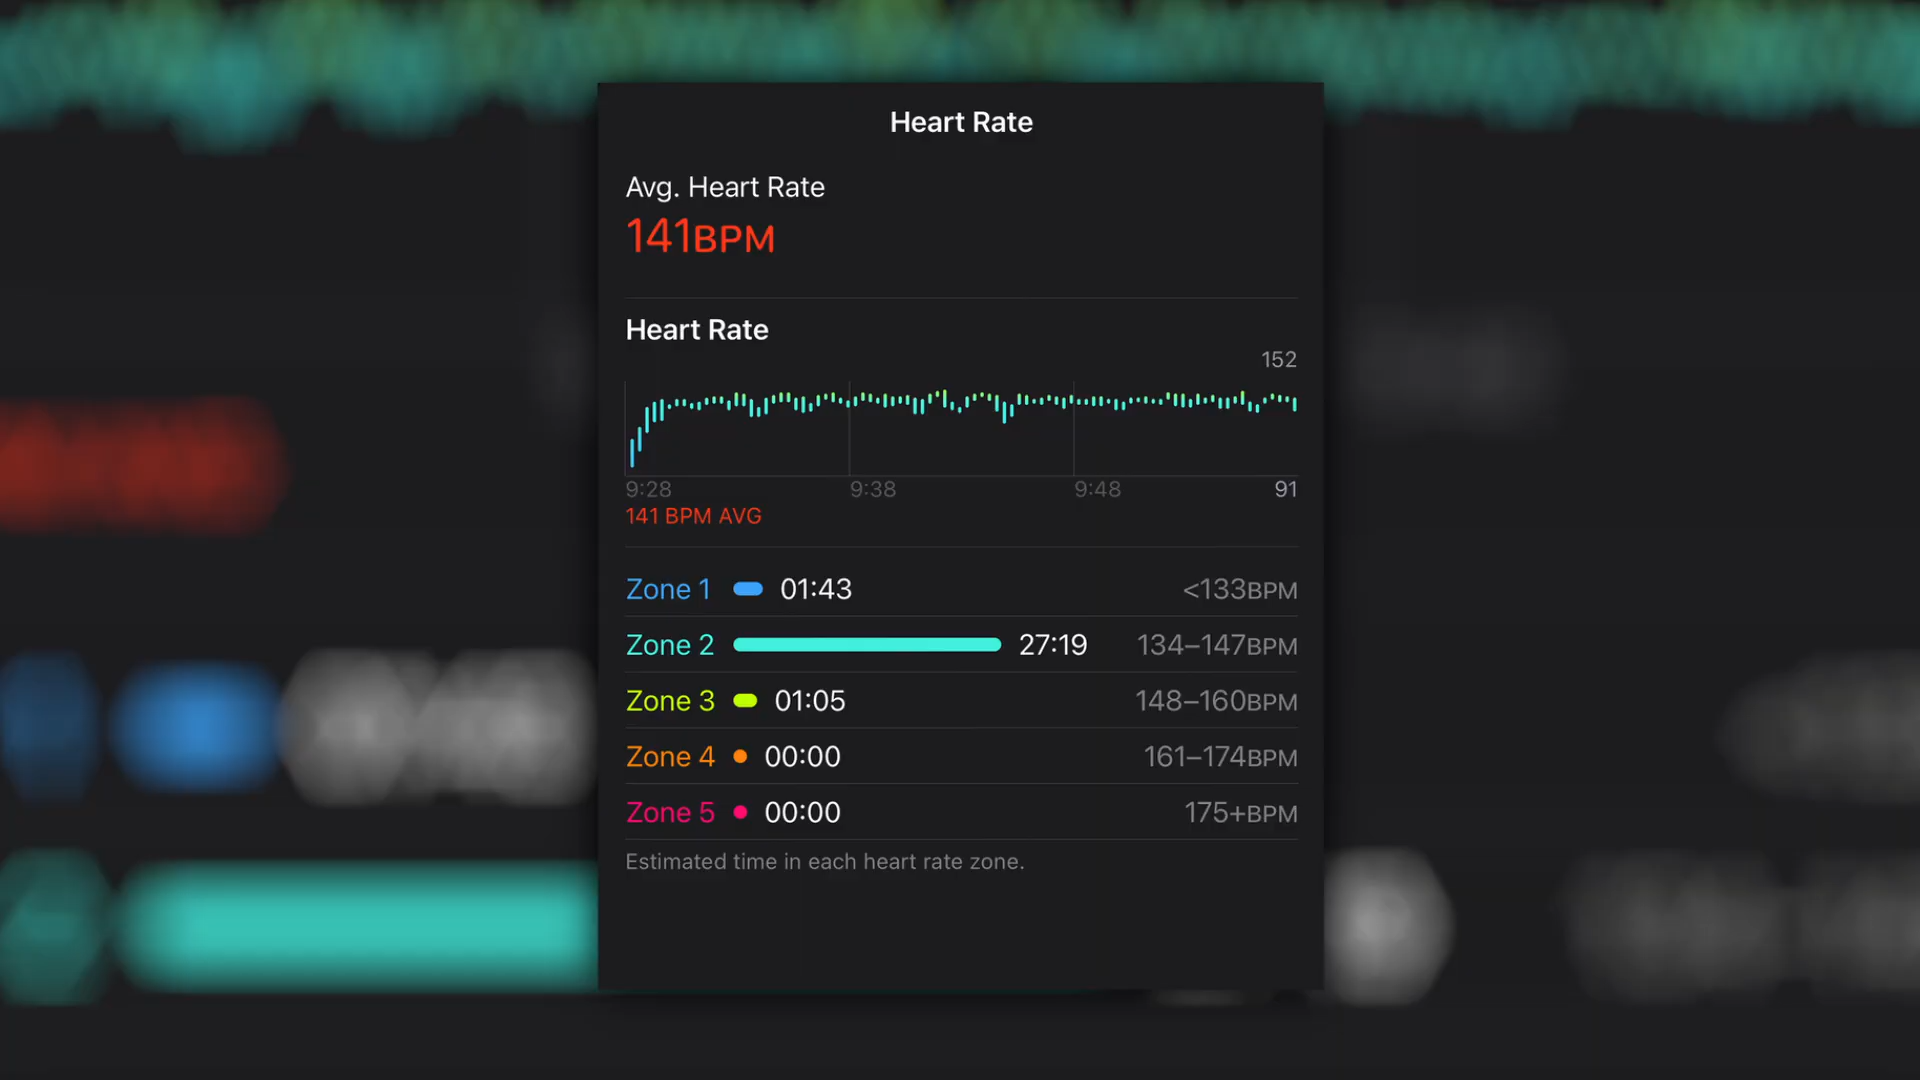 Heart Rate
Avg. Heart Rate
141BPM
Heart Rate
152
9:28 9:38 9:48 91
141 BPM AVG
Zone 1 01:43 <133BPM
Zone 2 27:19 134–147BPM
Zone 3 01:05 148–160BPM
Zone 4 00:00 161–174BPM
Zone 5 00:00 175+BPM
Estimated time in each heart rate zone.